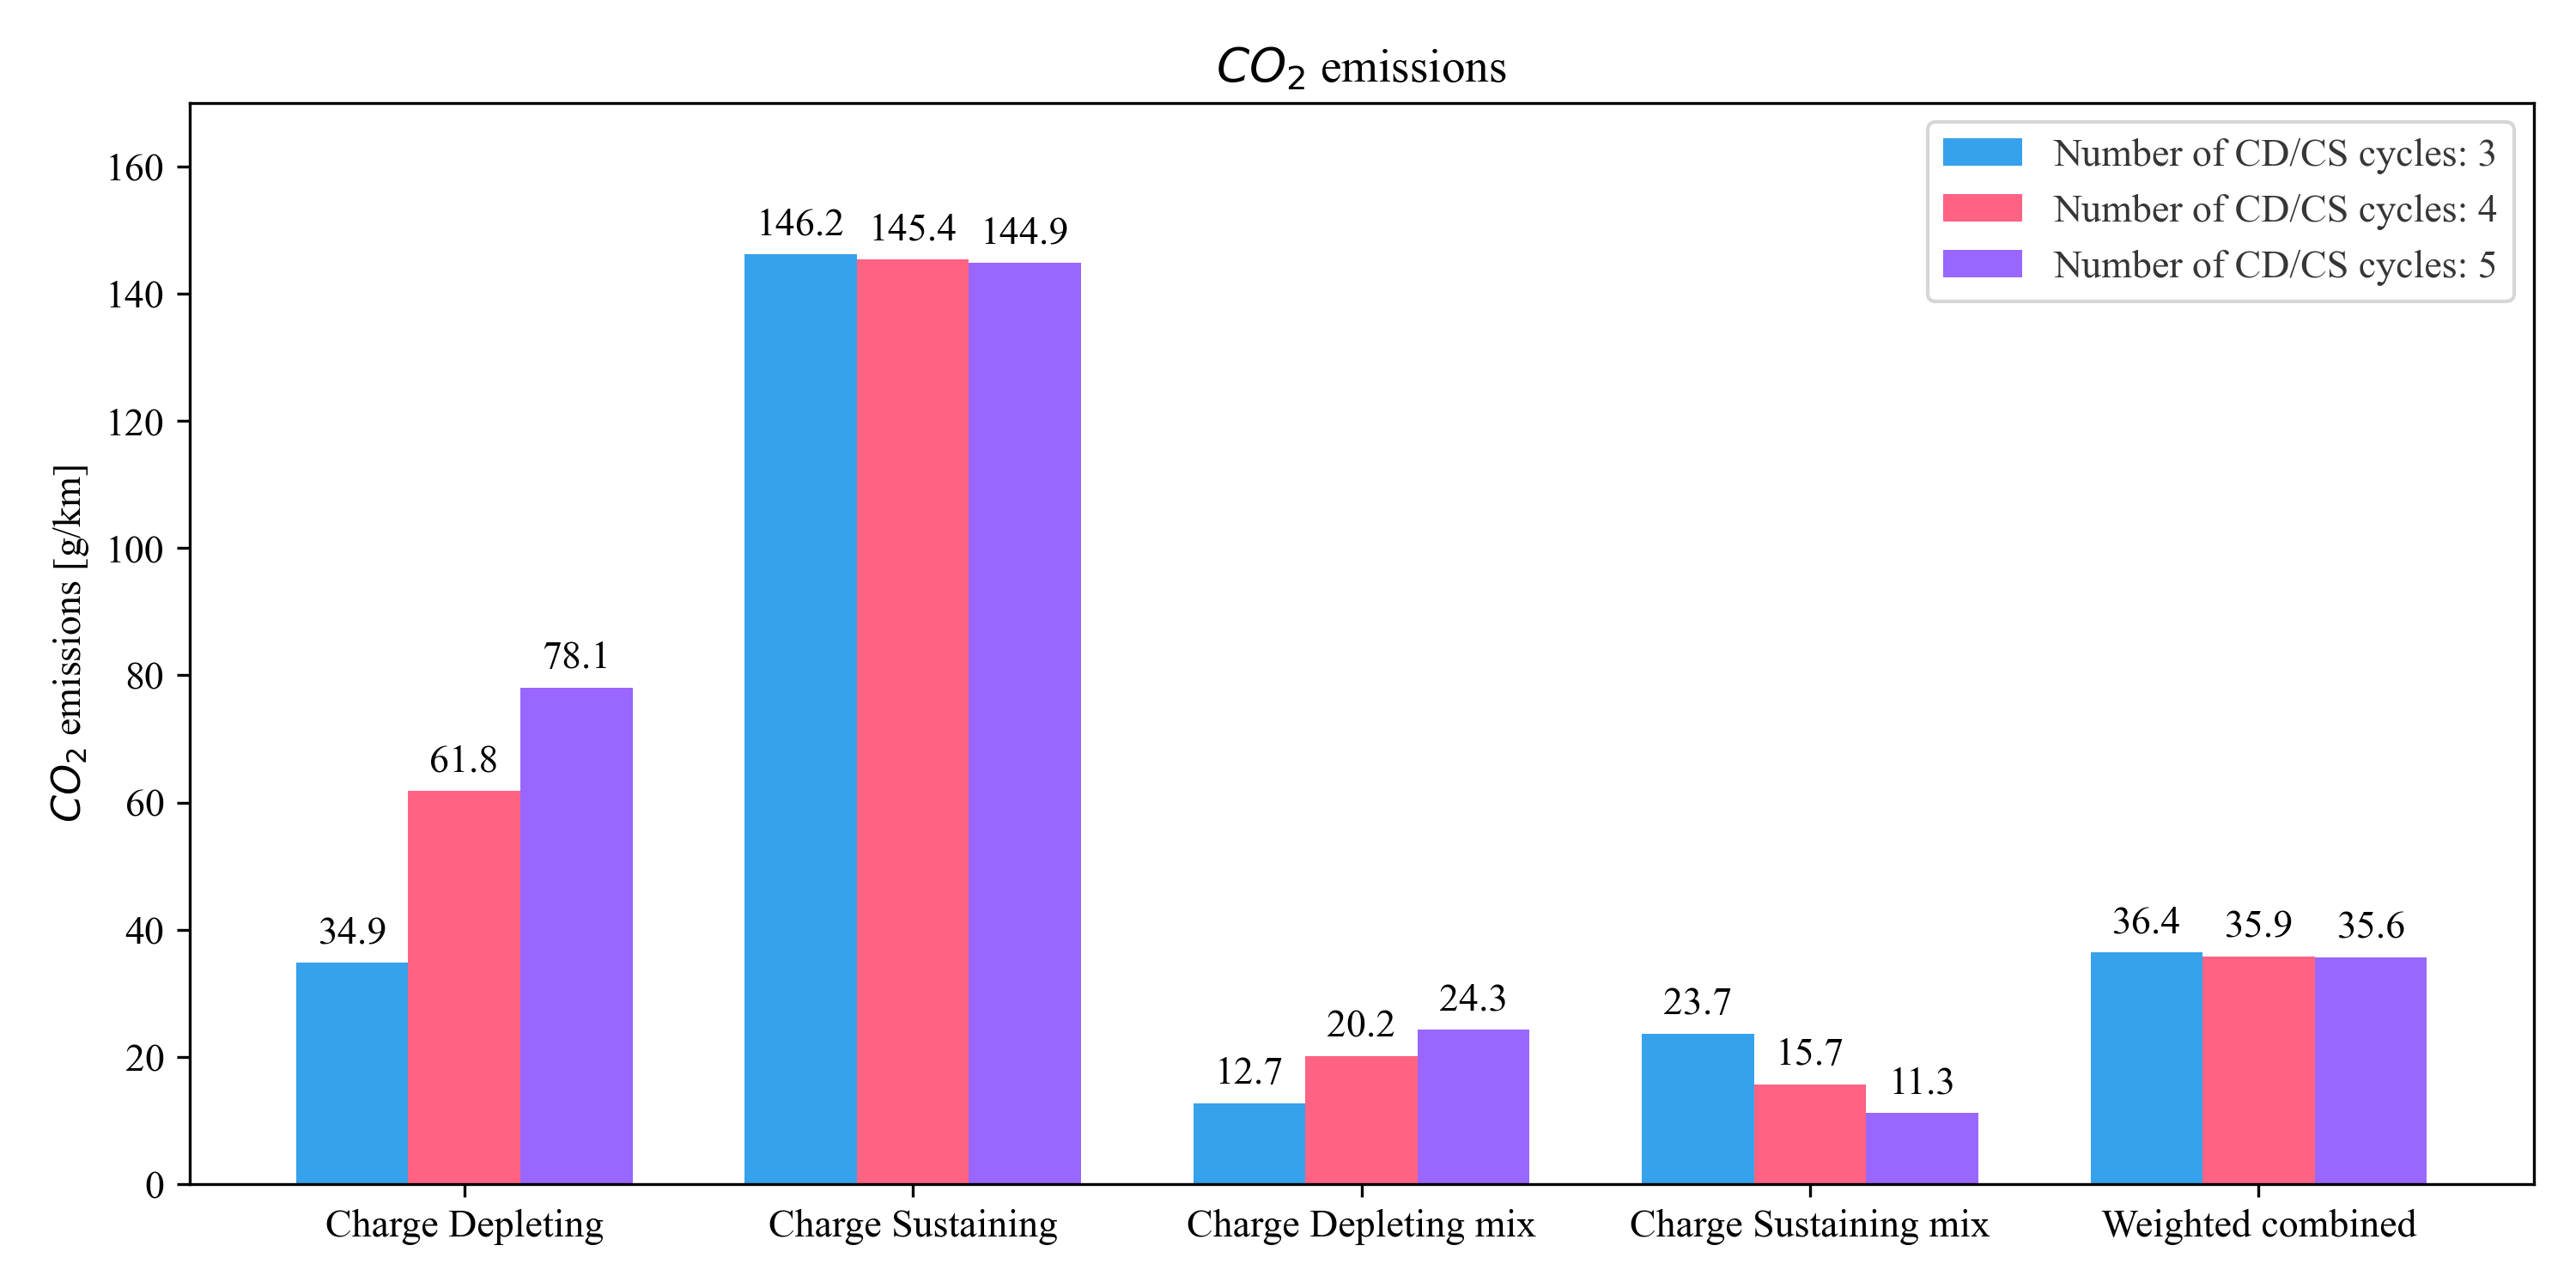 CO₂ emissions
Number of CD/CS cycles: 3
Number of CD/CS cycles: 4
Number of CD/CS cycles: 5
CO₂ emissions [g/km]
160
140
120
100
80
60
40
20
0
34.9
61.8
78.1
146.2
145.4
144.9
12.7
20.2
24.3
23.7
15.7
11.3
36.4
35.9
35.6
Charge Depleting
Charge Sustaining
Charge Depleting mix
Charge Sustaining mix
Weighted combined